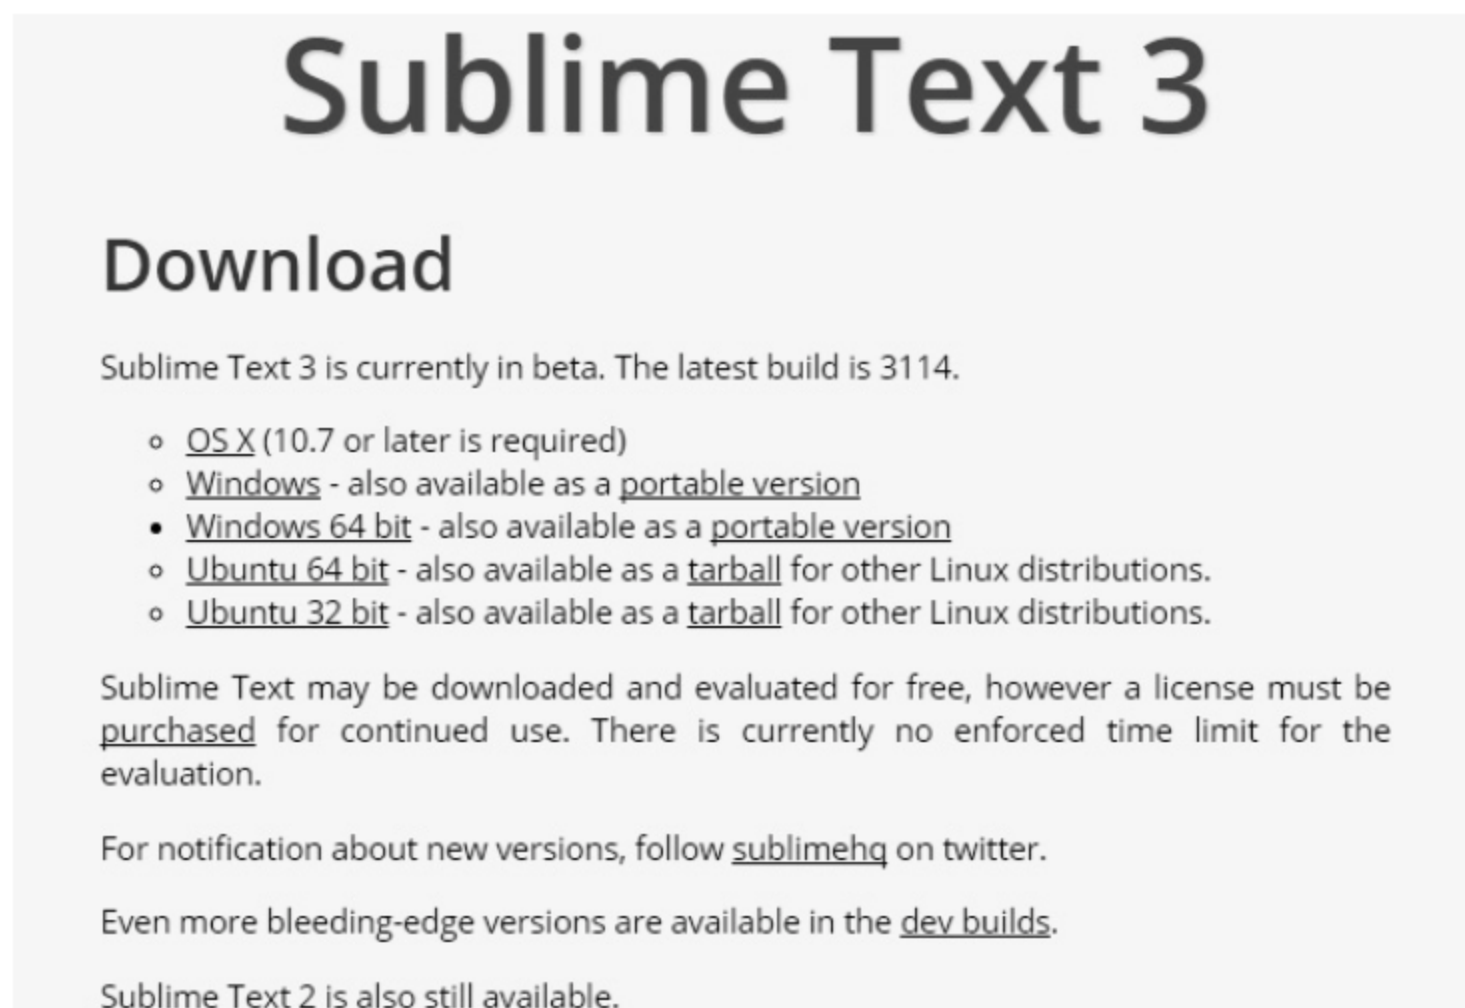 Sublime Text 3
Download
Sublime Text 3 is currently in beta. The latest build is 3114.
OS X (10.7 or later is required)
Windows - also available as a portable version
Windows 64 bit - also available as a portable version
Ubuntu 64 bit - also available as a tarball for other Linux distributions.
Ubuntu 32 bit - also available as a tarball for other Linux distributions.
Sublime Text may be downloaded and evaluated for free, however a license must be
purchased for continued use. There is currently no enforced time limit for the
evaluation.
For notification about new versions, follow sublimehq on twitter.
Even more bleeding-edge versions are available in the dev builds.
Sublime Text 2 is also still available.